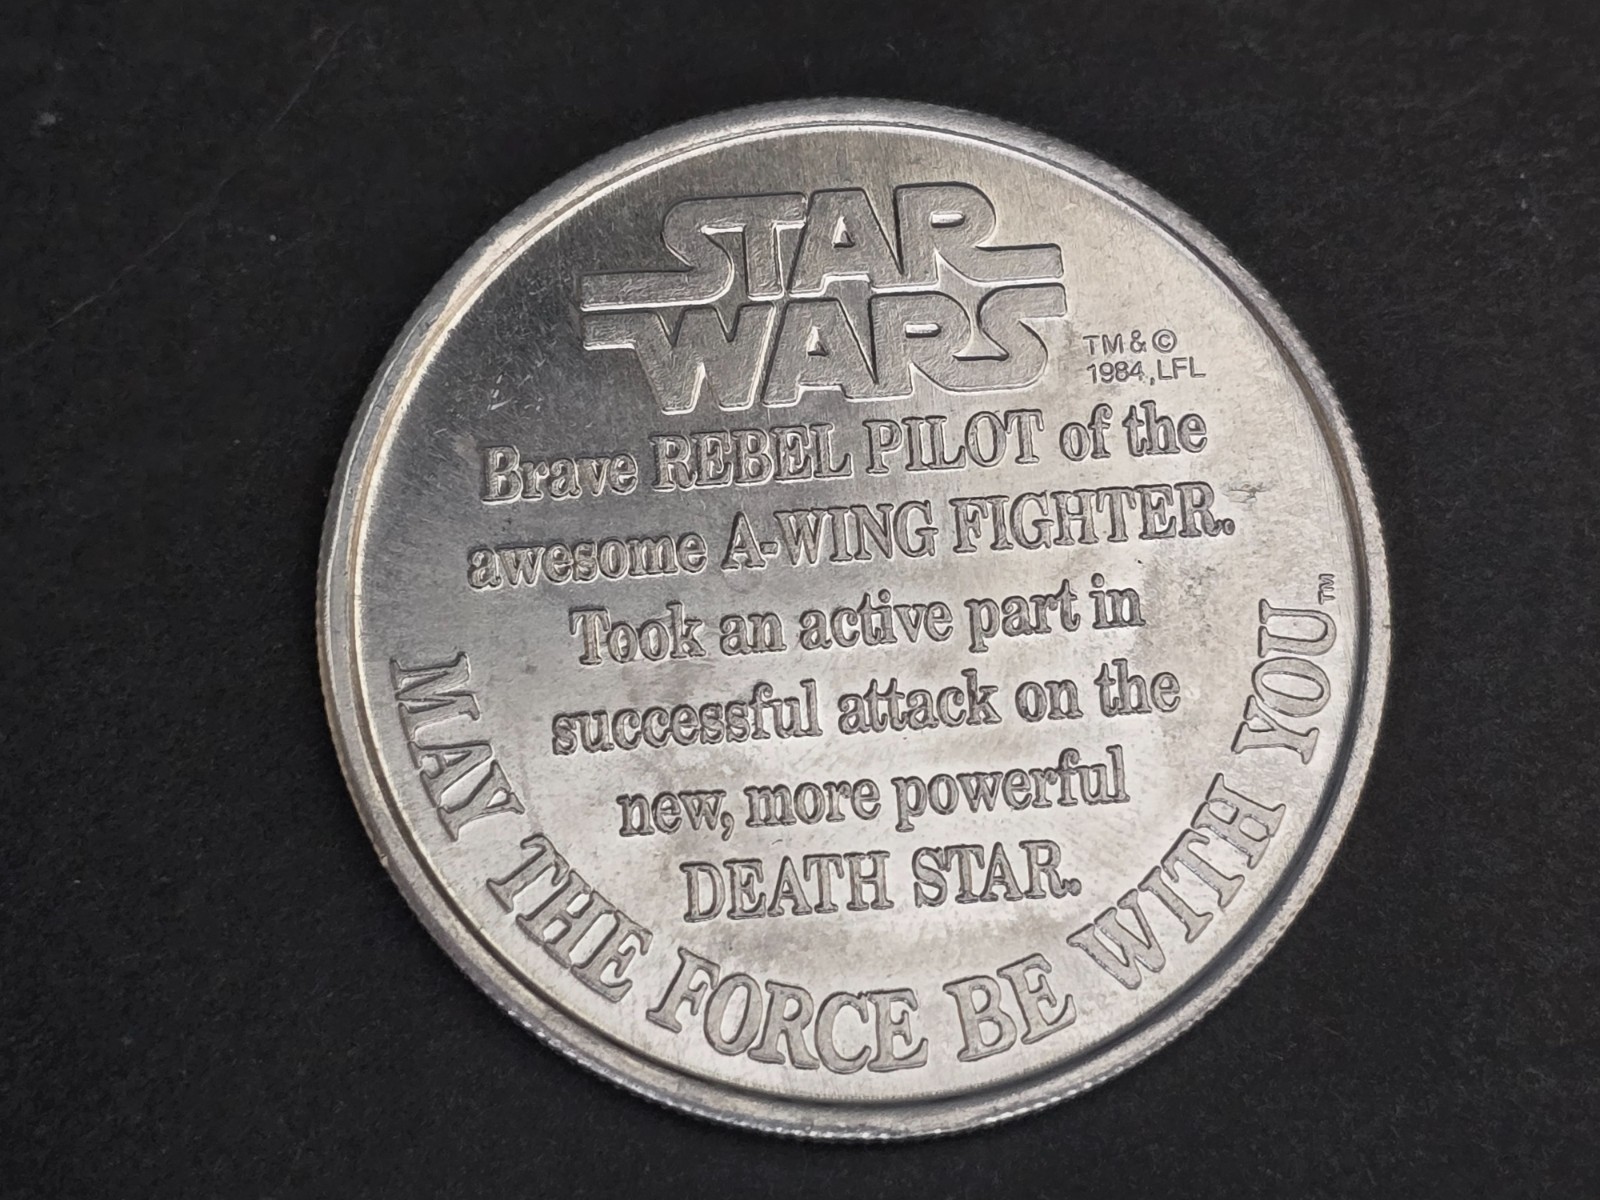 STAR
WARS
TM & ©
1984, LFL
Brave REBEL PILOT of the
awesome A-WING FIGHTER.
Took an active part in
successful attack on the
new, more powerful
DEATH STAR.
MAY THE FORCE BE WITH YOU.™